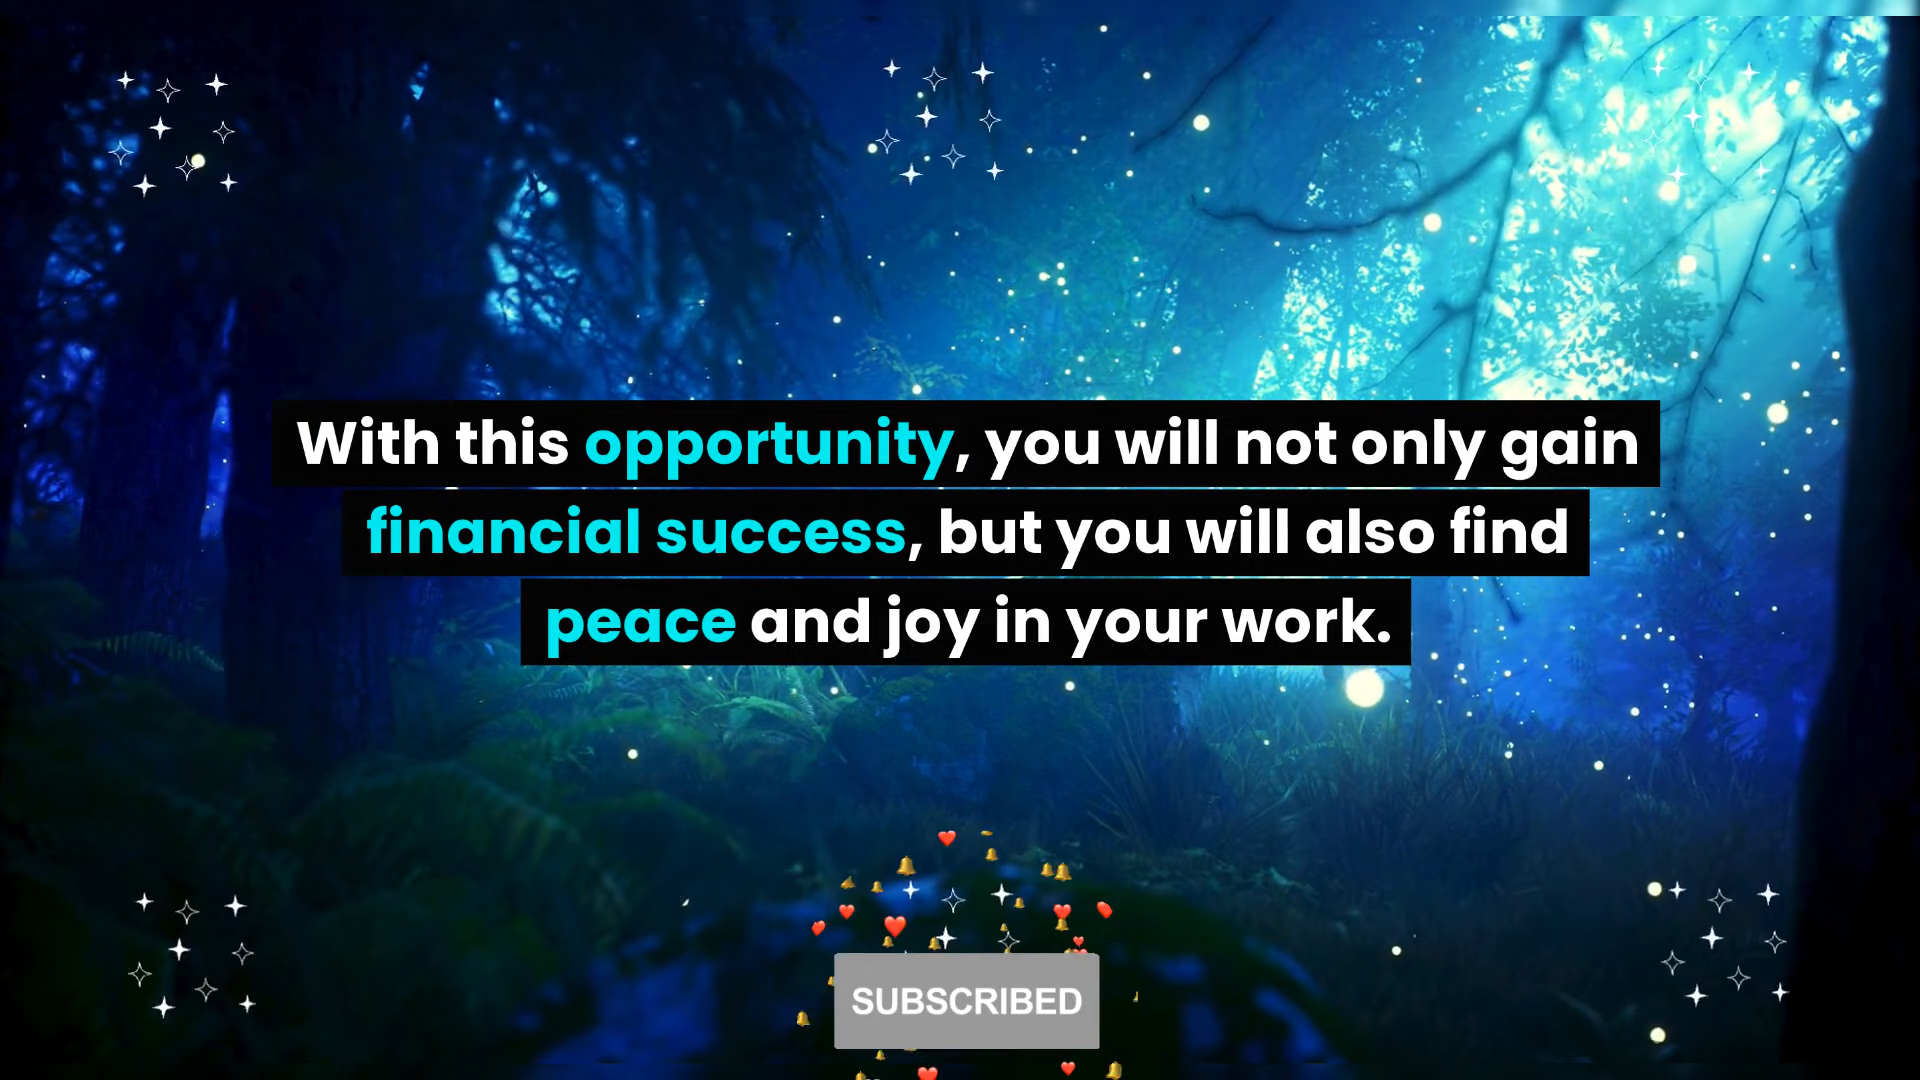 With this opportunity, you will not only gain
financial success, but you will also find
peace and joy in your work.
SUBSCRIBED